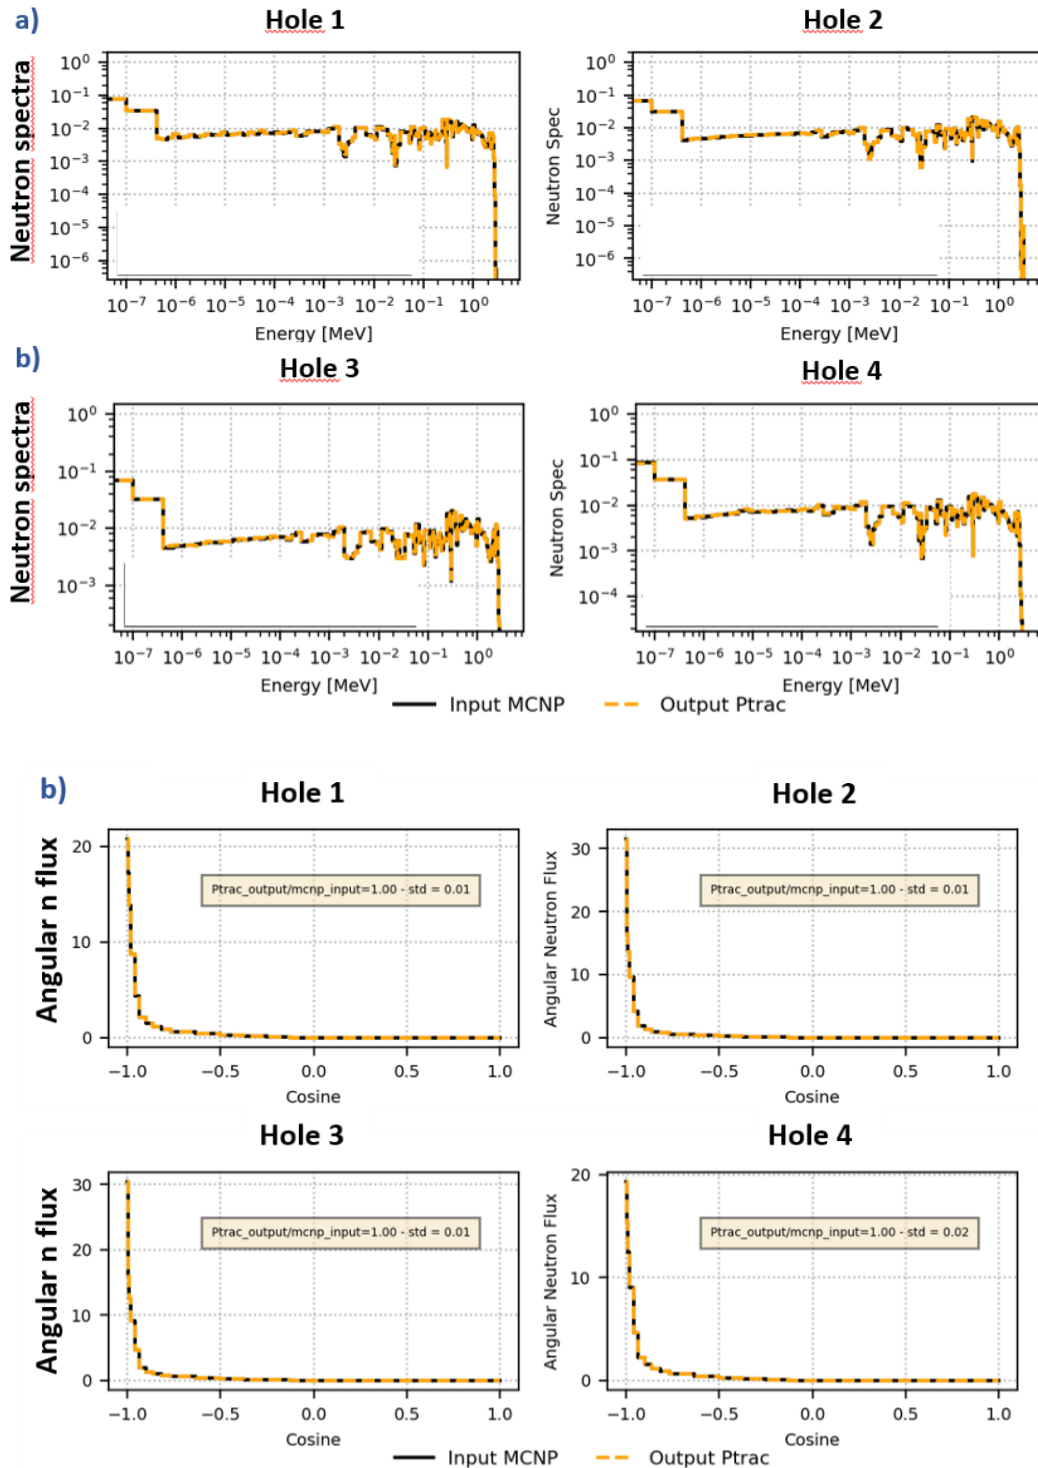 a)
Hole 1
Hole 2
Neutron spectra
10⁰
10⁻¹
10⁻²
10⁻³
10⁻⁴
10⁻⁵
10⁻⁶
10⁻⁷ 10⁻⁶ 10⁻⁵ 10⁻⁴ 10⁻³ 10⁻² 10⁻¹ 10⁰
Energy [MeV]
Neutron Spec
10⁰
10⁻¹
10⁻²
10⁻³
10⁻⁴
10⁻⁵
10⁻⁶
10⁻⁷ 10⁻⁶ 10⁻⁵ 10⁻⁴ 10⁻³ 10⁻² 10⁻¹ 10⁰
Energy [MeV]
b)
Hole 3
Hole 4
Neutron spectra
10⁰
10⁻¹
10⁻²
10⁻³
10⁻⁷ 10⁻⁶ 10⁻⁵ 10⁻⁴ 10⁻³ 10⁻² 10⁻¹ 10⁰
Energy [MeV]
Neutron Spec
10⁰
10⁻¹
10⁻²
10⁻³
10⁻⁴
10⁻⁷ 10⁻⁶ 10⁻⁵ 10⁻⁴ 10⁻³ 10⁻² 10⁻¹ 10⁰
Energy [MeV]
Input MCNP Output Ptrac
b)
Hole 1
Hole 2
Angular n flux
20
10
0
Ptrac_output/mcnp_input=1.00 - std = 0.01
−1.0 −0.5 0.0 0.5 1.0
Cosine
Angular Neutron Flux
30
20
10
0
Ptrac_output/mcnp_input=1.00 - std = 0.01
−1.0 −0.5 0.0 0.5 1.0
Cosine
Hole 3
Hole 4
Angular n flux
30
20
10
0
Ptrac_output/mcnp_input=1.00 - std = 0.01
−1.0 −0.5 0.0 0.5 1.0
Cosine
Angular Neutron Flux
20
10
0
Ptrac_output/mcnp_input=1.00 - std = 0.02
−1.0 −0.5 0.0 0.5 1.0
Cosine
Input MCNP Output Ptrac